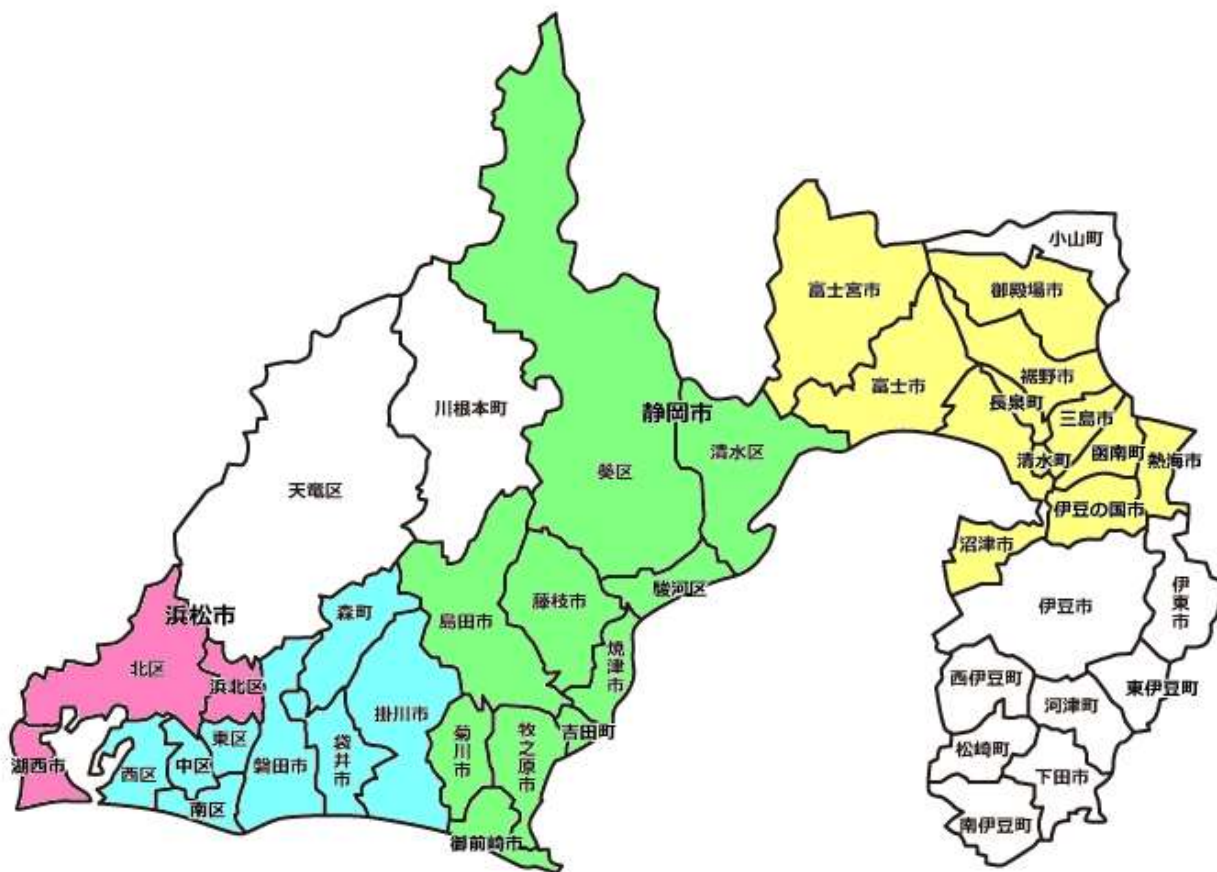 小山町
富士宮市
御殿場市
裾野市
富士市
長泉町
三島市
川根本町
静岡市
清水区
清水町
函南町
熱海市
葵区
天竜区
伊豆の国市
沼津市
駿河区
藤枝市
森町
浜松市
島田市
伊豆市
伊東市
焼津市
北区
浜北区
西伊豆町
東伊豆町
河津町
掛川市
吉田町
東区
菊川市
牧之原市
松崎町
湖西市
西区
中区
磐田市
袋井市
下田市
南区
御前崎市
南伊豆町